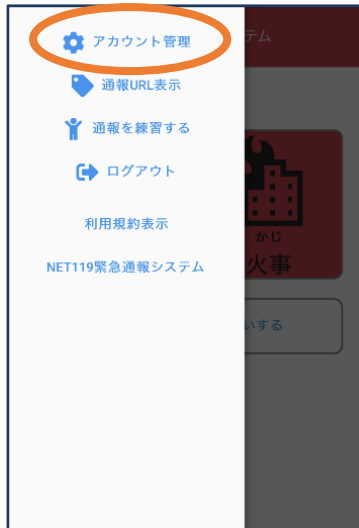 アカウント管理
テム
通報URL表示
通報を練習する
ログアウト
かじ
火事
利用規約表示
NET119緊急通報システム
いする